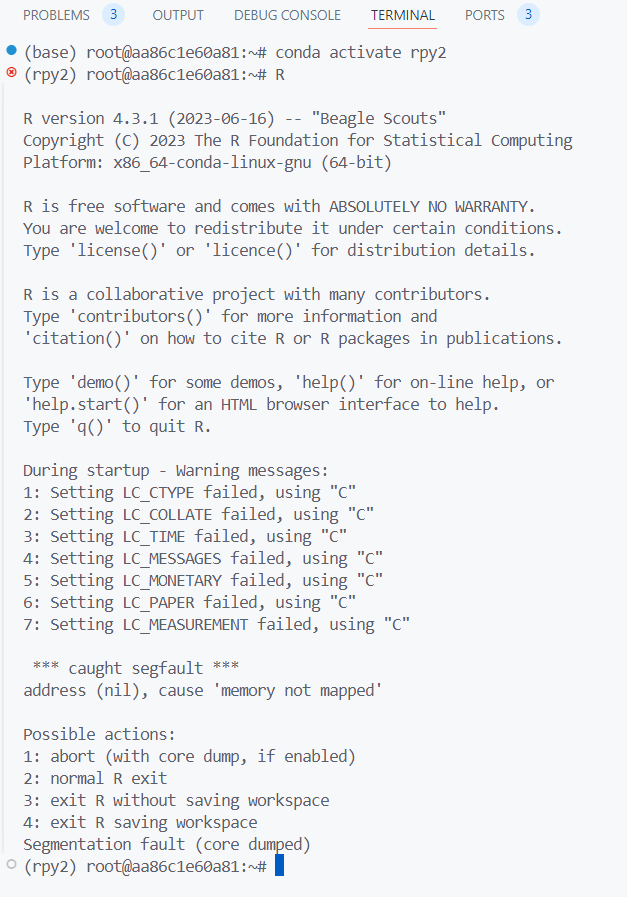 PROBLEMS 3 OUTPUT DEBUG CONSOLE TERMINAL PORTS 3
(base) root@aa86c1e60a81:~# conda activate rpy2
(rpy2) root@aa86c1e60a81:~# R
R version 4.3.1 (2023-06-16) -- "Beagle Scouts"
Copyright (C) 2023 The R Foundation for Statistical Computing
Platform: x86_64-conda-linux-gnu (64-bit)
R is free software and comes with ABSOLUTELY NO WARRANTY.
You are welcome to redistribute it under certain conditions.
Type 'license()' or 'licence()' for distribution details.
R is a collaborative project with many contributors.
Type 'contributors()' for more information and
'citation()' on how to cite R or R packages in publications.
Type 'demo()' for some demos, 'help()' for on-line help, or
'help.start()' for an HTML browser interface to help.
Type 'q()' to quit R.
During startup - Warning messages:
1: Setting LC_CTYPE failed, using "C"
2: Setting LC_COLLATE failed, using "C"
3: Setting LC_TIME failed, using "C"
4: Setting LC_MESSAGES failed, using "C"
5: Setting LC_MONETARY failed, using "C"
6: Setting LC_PAPER failed, using "C"
7: Setting LC_MEASUREMENT failed, using "C"
*** caught segfault ***
address (nil), cause 'memory not mapped'
Possible actions:
1: abort (with core dump, if enabled)
2: normal R exit
3: exit R without saving workspace
4: exit R saving workspace
Segmentation fault (core dumped)
(rpy2) root@aa86c1e60a81:~#